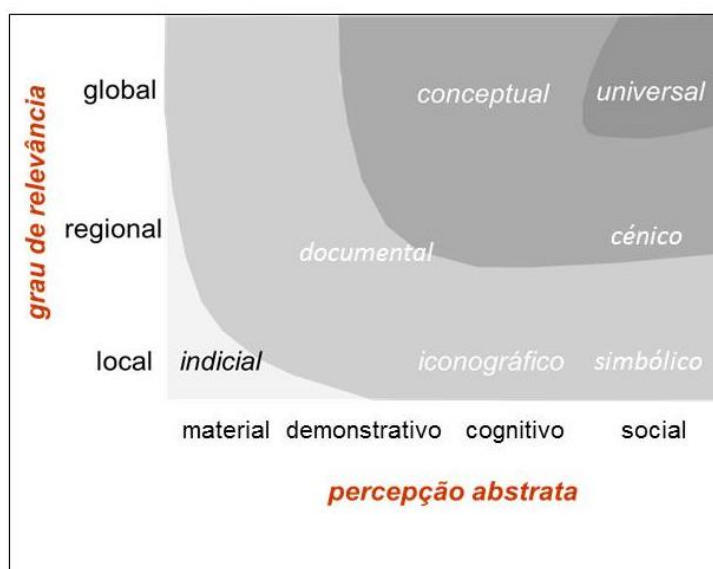 grau de relevância
global
conceptual
universal
regional
documental
cénico
local
indicial
iconográfico
simbólico
material
demonstrativo
cognitivo
social
percepção abstrata